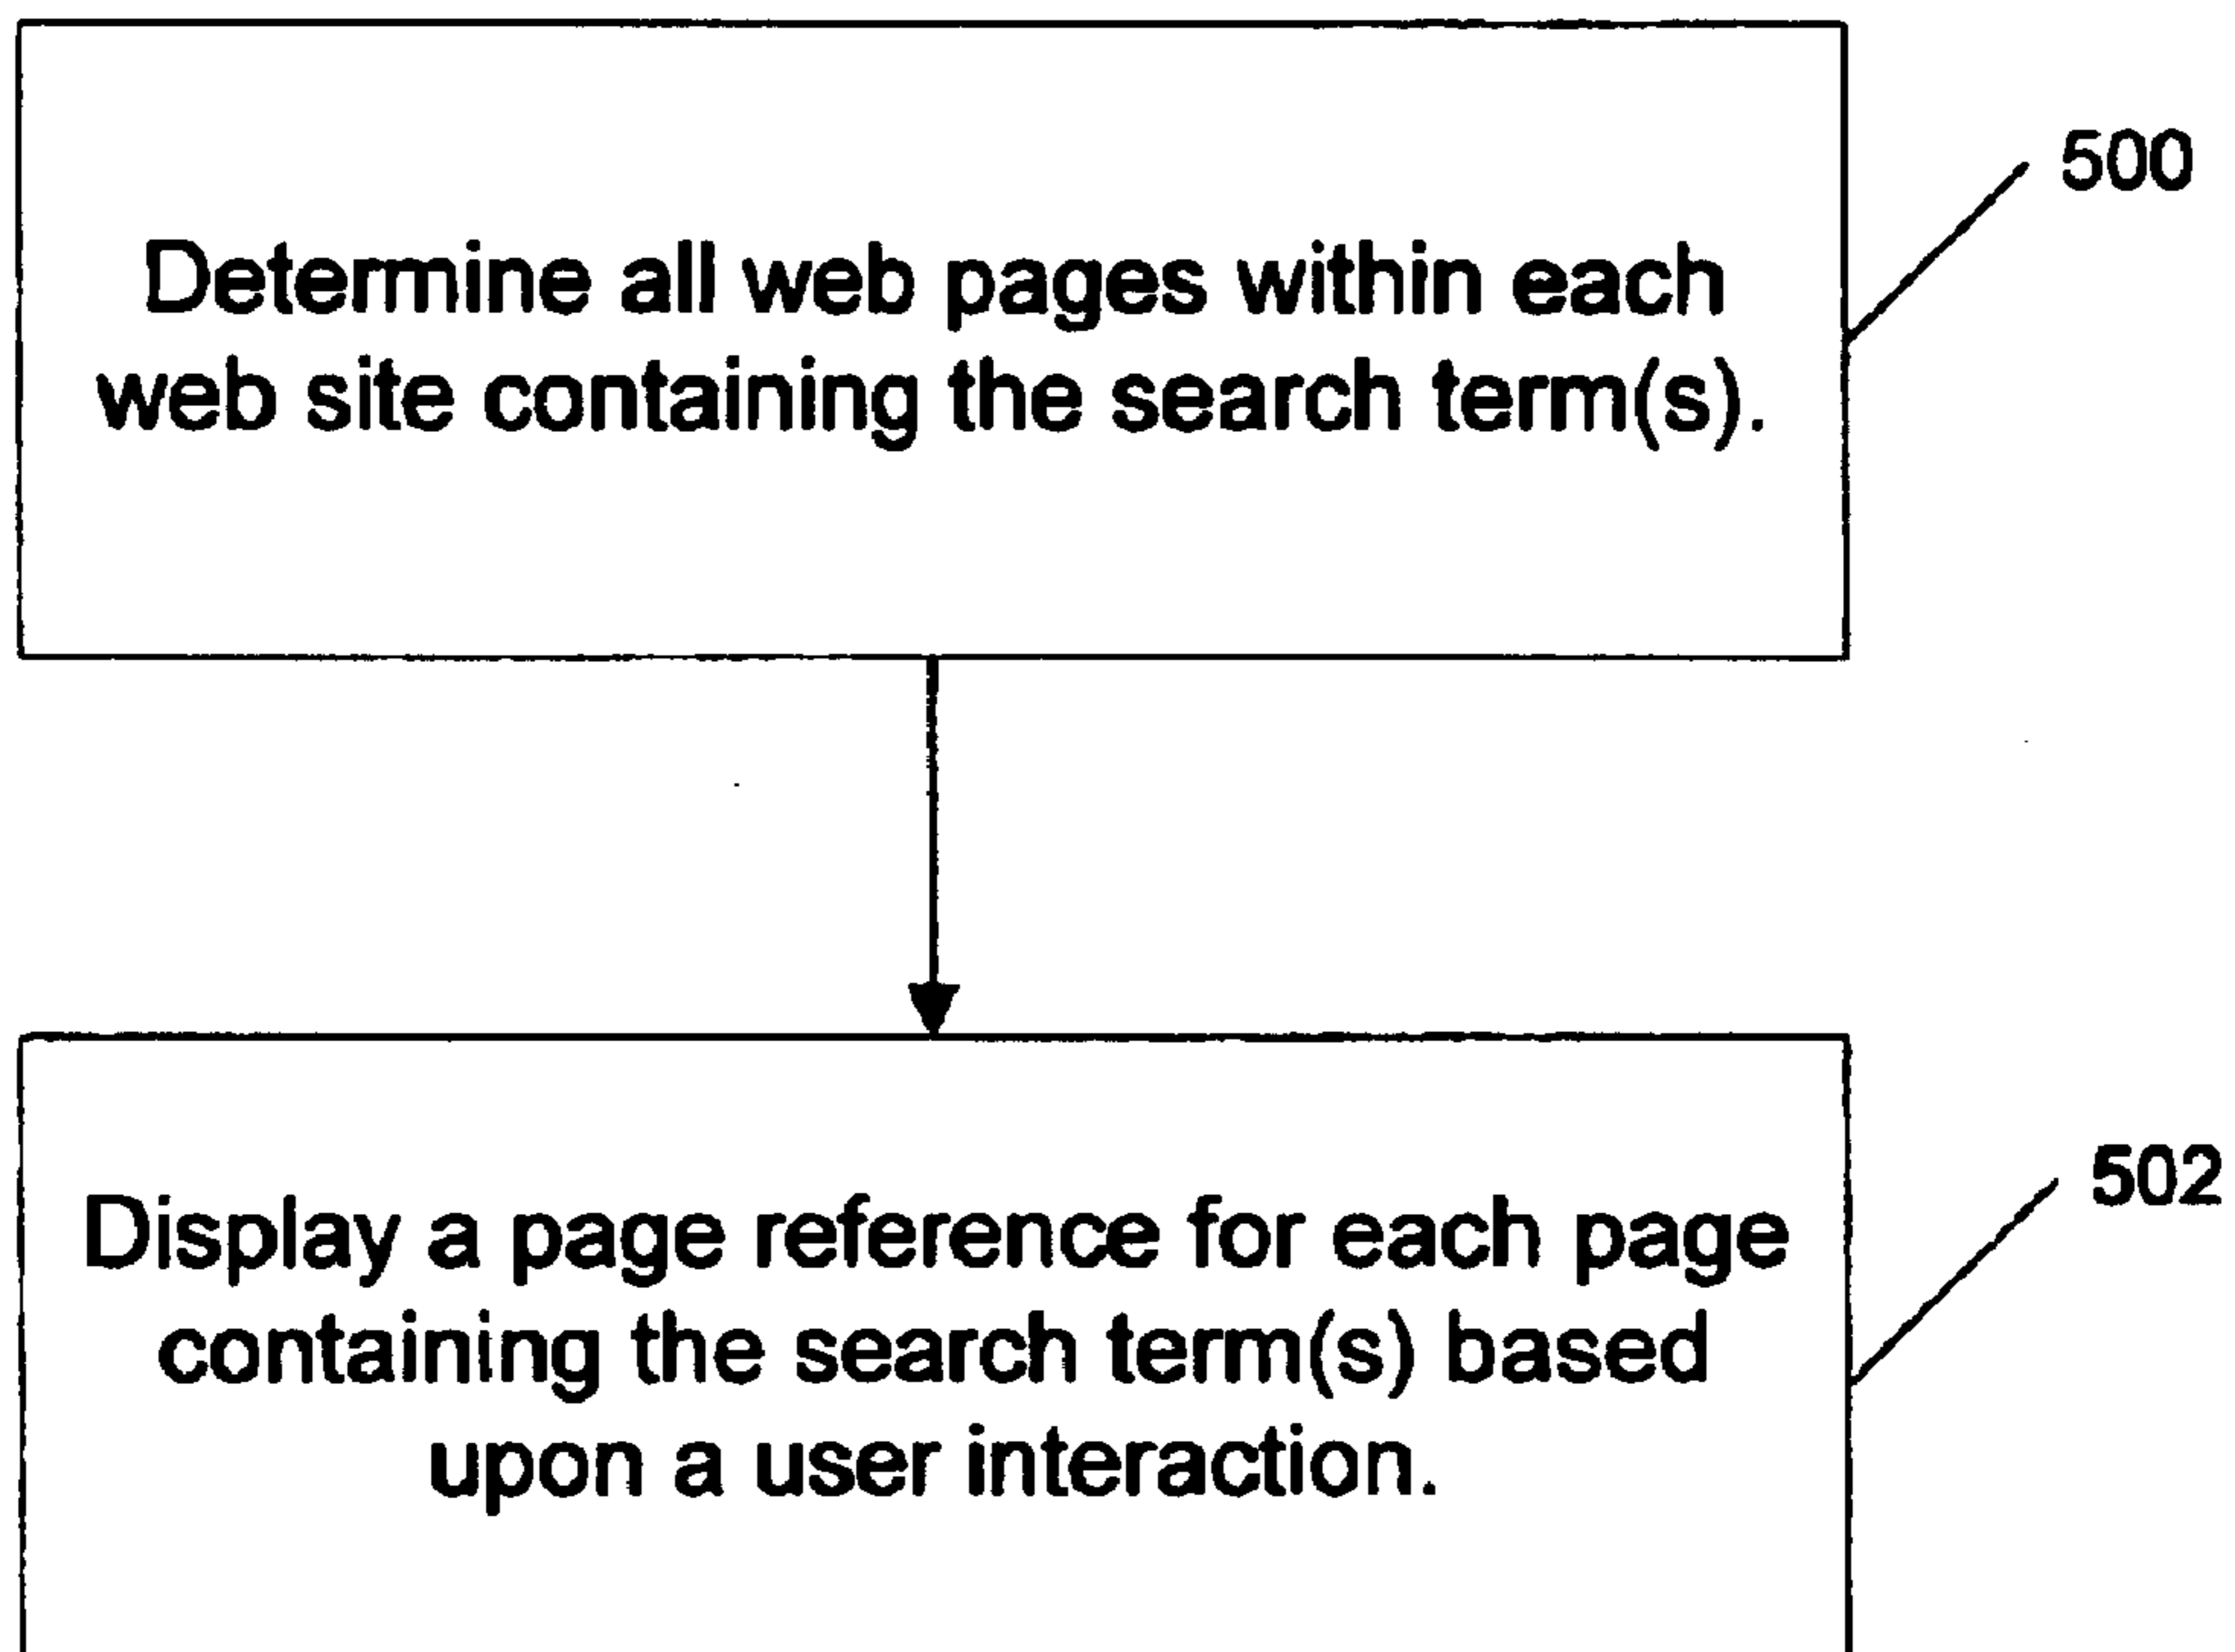 500
Determine all web pages within each
web site containing the search term(s).
502
Display a page reference for each page
containing the search term(s) based
upon a user interaction.